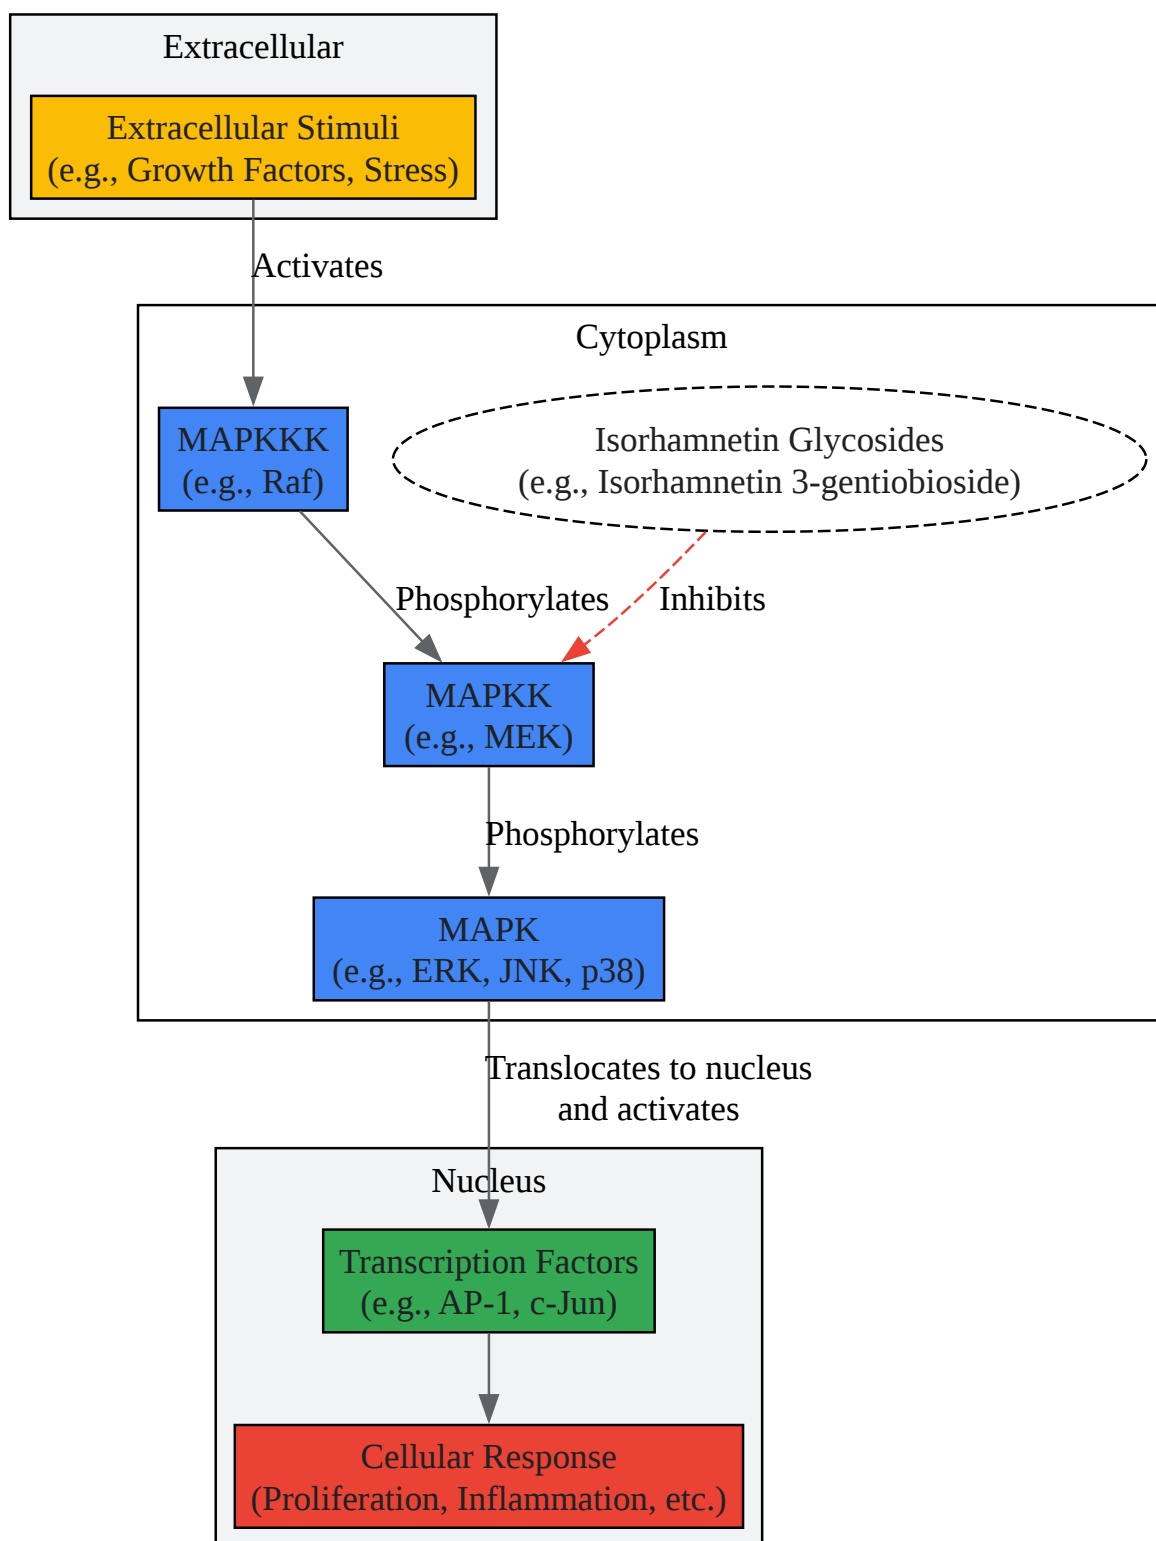 Extracellular
Extracellular Stimuli
(e.g., Growth Factors, Stress)
Activates
Cytoplasm
MAPKKK
(e.g., Raf)
Isorhamnetin Glycosides
(e.g., Isorhamnetin 3-gentiobioside)
Phosphorylates
Inhibits
MAPKK
(e.g., MEK)
Phosphorylates
MAPK
(e.g., ERK, JNK, p38)
Translocates to nucleus
and activates
Nucleus
Transcription Factors
(e.g., AP-1, c-Jun)
Cellular Response
(Proliferation, Inflammation, etc.)